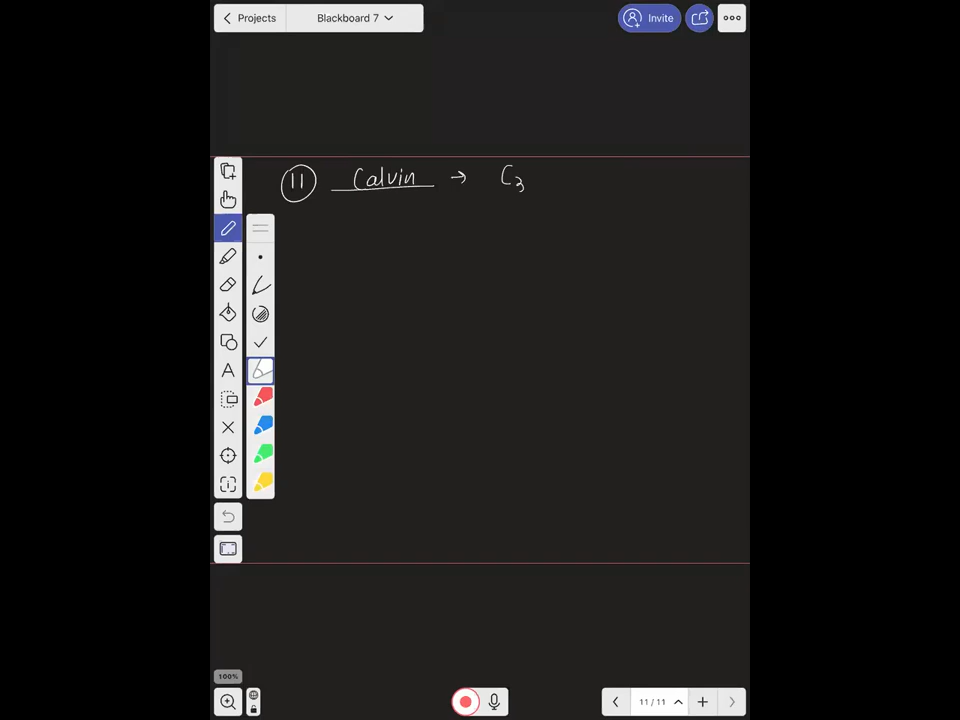 Projects
Blackboard 7
Invite
11 Calvin → C3
A
100%
11 / 11